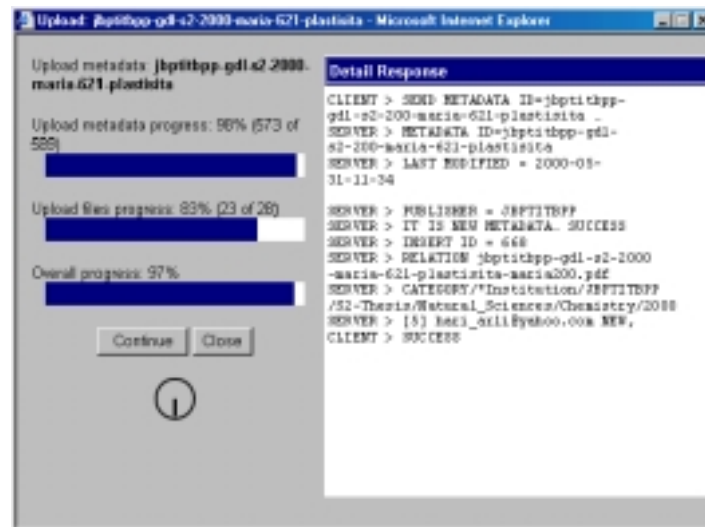 Upload: jbptitbpp-gdl-s2-2000-maria-621-plastisita - Microsoft Internet Explorer
Upload metadata: jbptitbpp-gdl-s2-2000-
maria-621-plastisita
Upload metadata progress: 98% (573 of
589)
Upload files progress: 83% (23 of 28)
Overall progress: 97%
Continue Close
Detail Response
CLIENT > SEND METADATA ID=jbptitbpp-
gdl-s2-200-maria-621-plastisita _
SERVER > METADATA ID=jbptitbpp-gdl-
s2-200-maria-621-plastisita
SERVER > LAST MODIFIED = 2000-05-
31-11-34
SERVER > PUBLISHER = JBPTITBPP
SERVER > IT IS NEW METADATA. SUCCESS
SERVER > INSERT ID = 668
SERVER > RELATION jbptitbpp-gdl-s2-2000
-maria-621-plastisita-maria200.pdf
SERVER > CATEGORY/"Institution/JBPTITBPP
/S2-Thesis/Natural_Sciences/Chemistry/2000
SERVER > [5] hari_arli@yahoo.com NEW,
CLIENT > SUCCESS